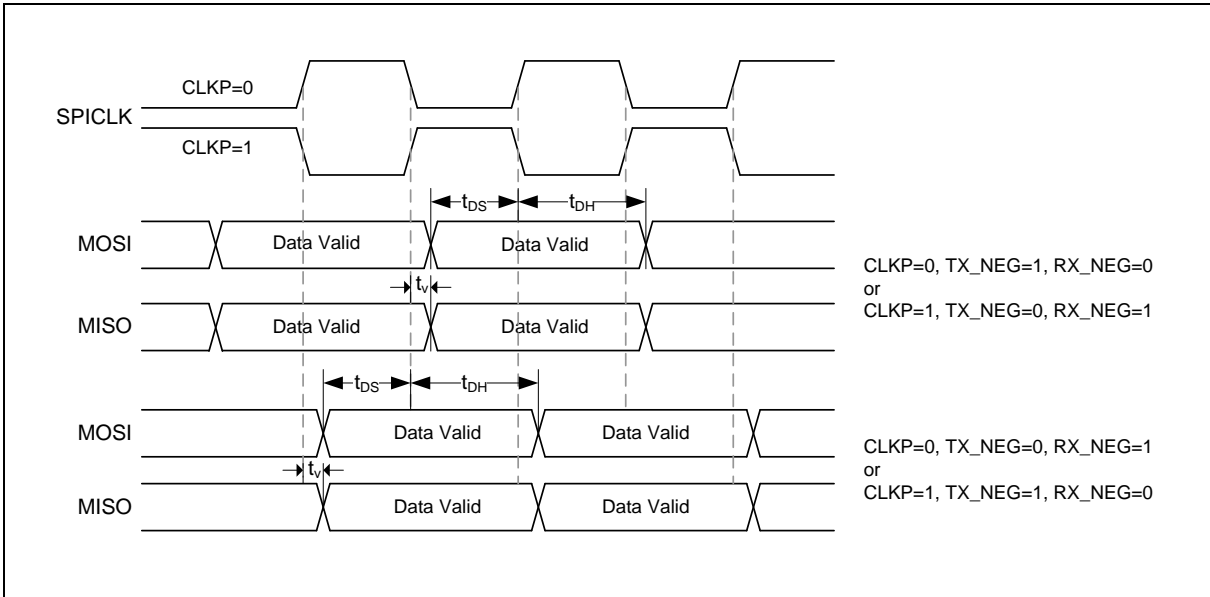 CLKP=0
SPICLK
CLKP=1
tDS tDH
MOSI Data Valid Data Valid
CLKP=0, TX_NEG=1, RX_NEG=0
or
CLKP=1, TX_NEG=0, RX_NEG=1
tv
MISO Data Valid Data Valid
tDS tDH
MOSI Data Valid Data Valid
CLKP=0, TX_NEG=0, RX_NEG=1
or
CLKP=1, TX_NEG=1, RX_NEG=0
tv
MISO Data Valid Data Valid